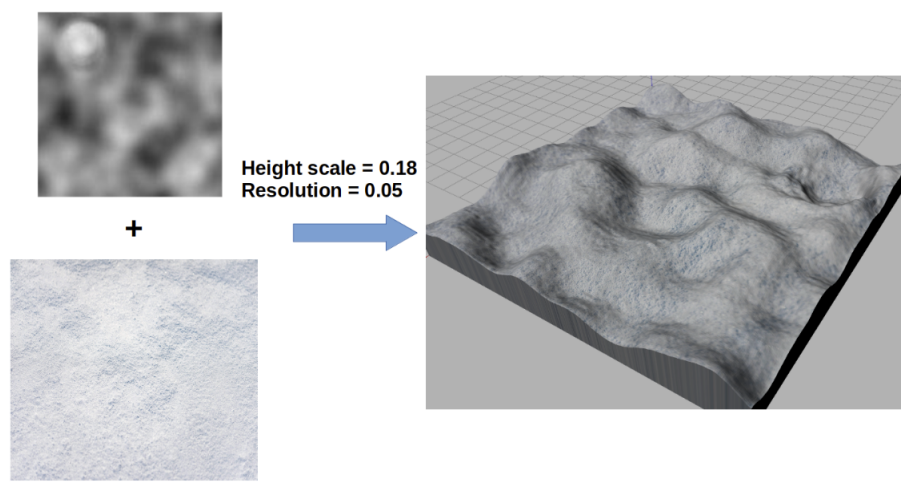 Height scale = 0.18
Resolution = 0.05
+